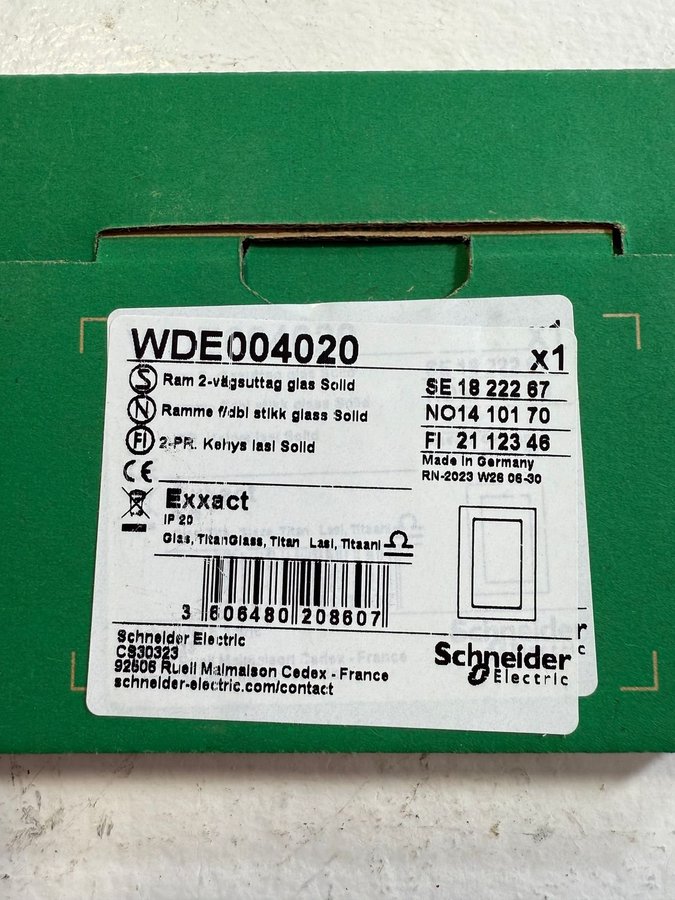 WDE004020
x1
S Ram 2-vägsuttag glas Solid
N Ramme f/dbl stikk glass Solid
FI 2-PR. Kehys lasi Solid
SE 18 222 67
NO14 101 70
FI 21 123 46
Made in Germany
RN-2023 W26 06-30
CE
Exxact
IP 20
Glas, TitanGlass, Titan Lasi, Titaani
3 606480 208607
Schneider Electric
CS30323
92506 Rueil Malmaison Cedex - France
schneider-electric.com/contact
Schneider
Electric